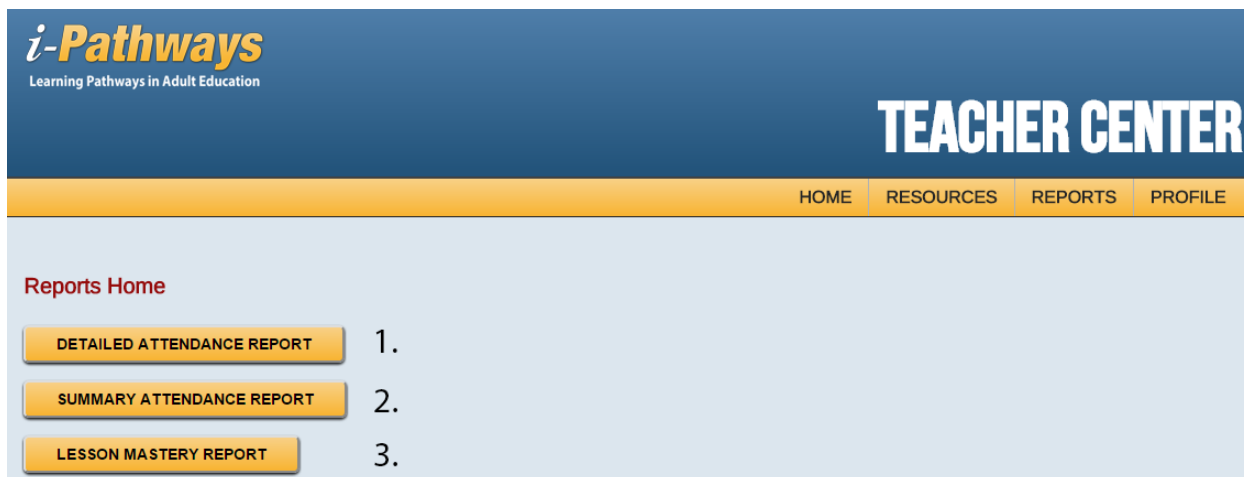 i-Pathways
Learning Pathways in Adult Education
TEACHER CENTER
HOME RESOURCES REPORTS PROFILE
Reports Home
DETAILED ATTENDANCE REPORT 1.
SUMMARY ATTENDANCE REPORT 2.
LESSON MASTERY REPORT 3.